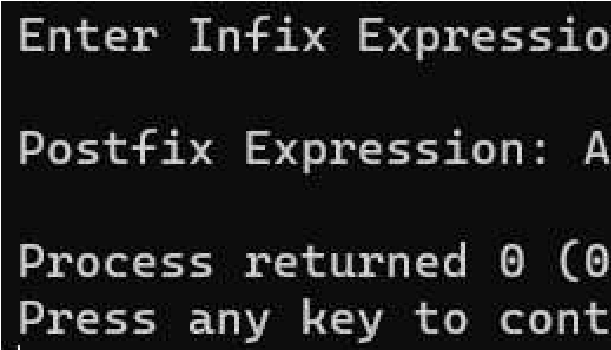 Enter Infix Expressio
Postfix Expression: A
Process returned 0 (0
Press any key to cont